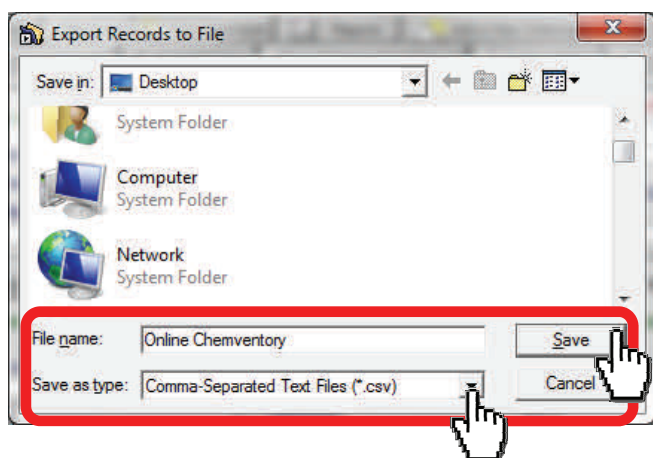 Export Records to File
Save in: Desktop
System Folder
Computer
System Folder
Network
System Folder
File name: Online Chemventory Save
Save as type: Comma-Separated Text Files (*.csv) Cancel